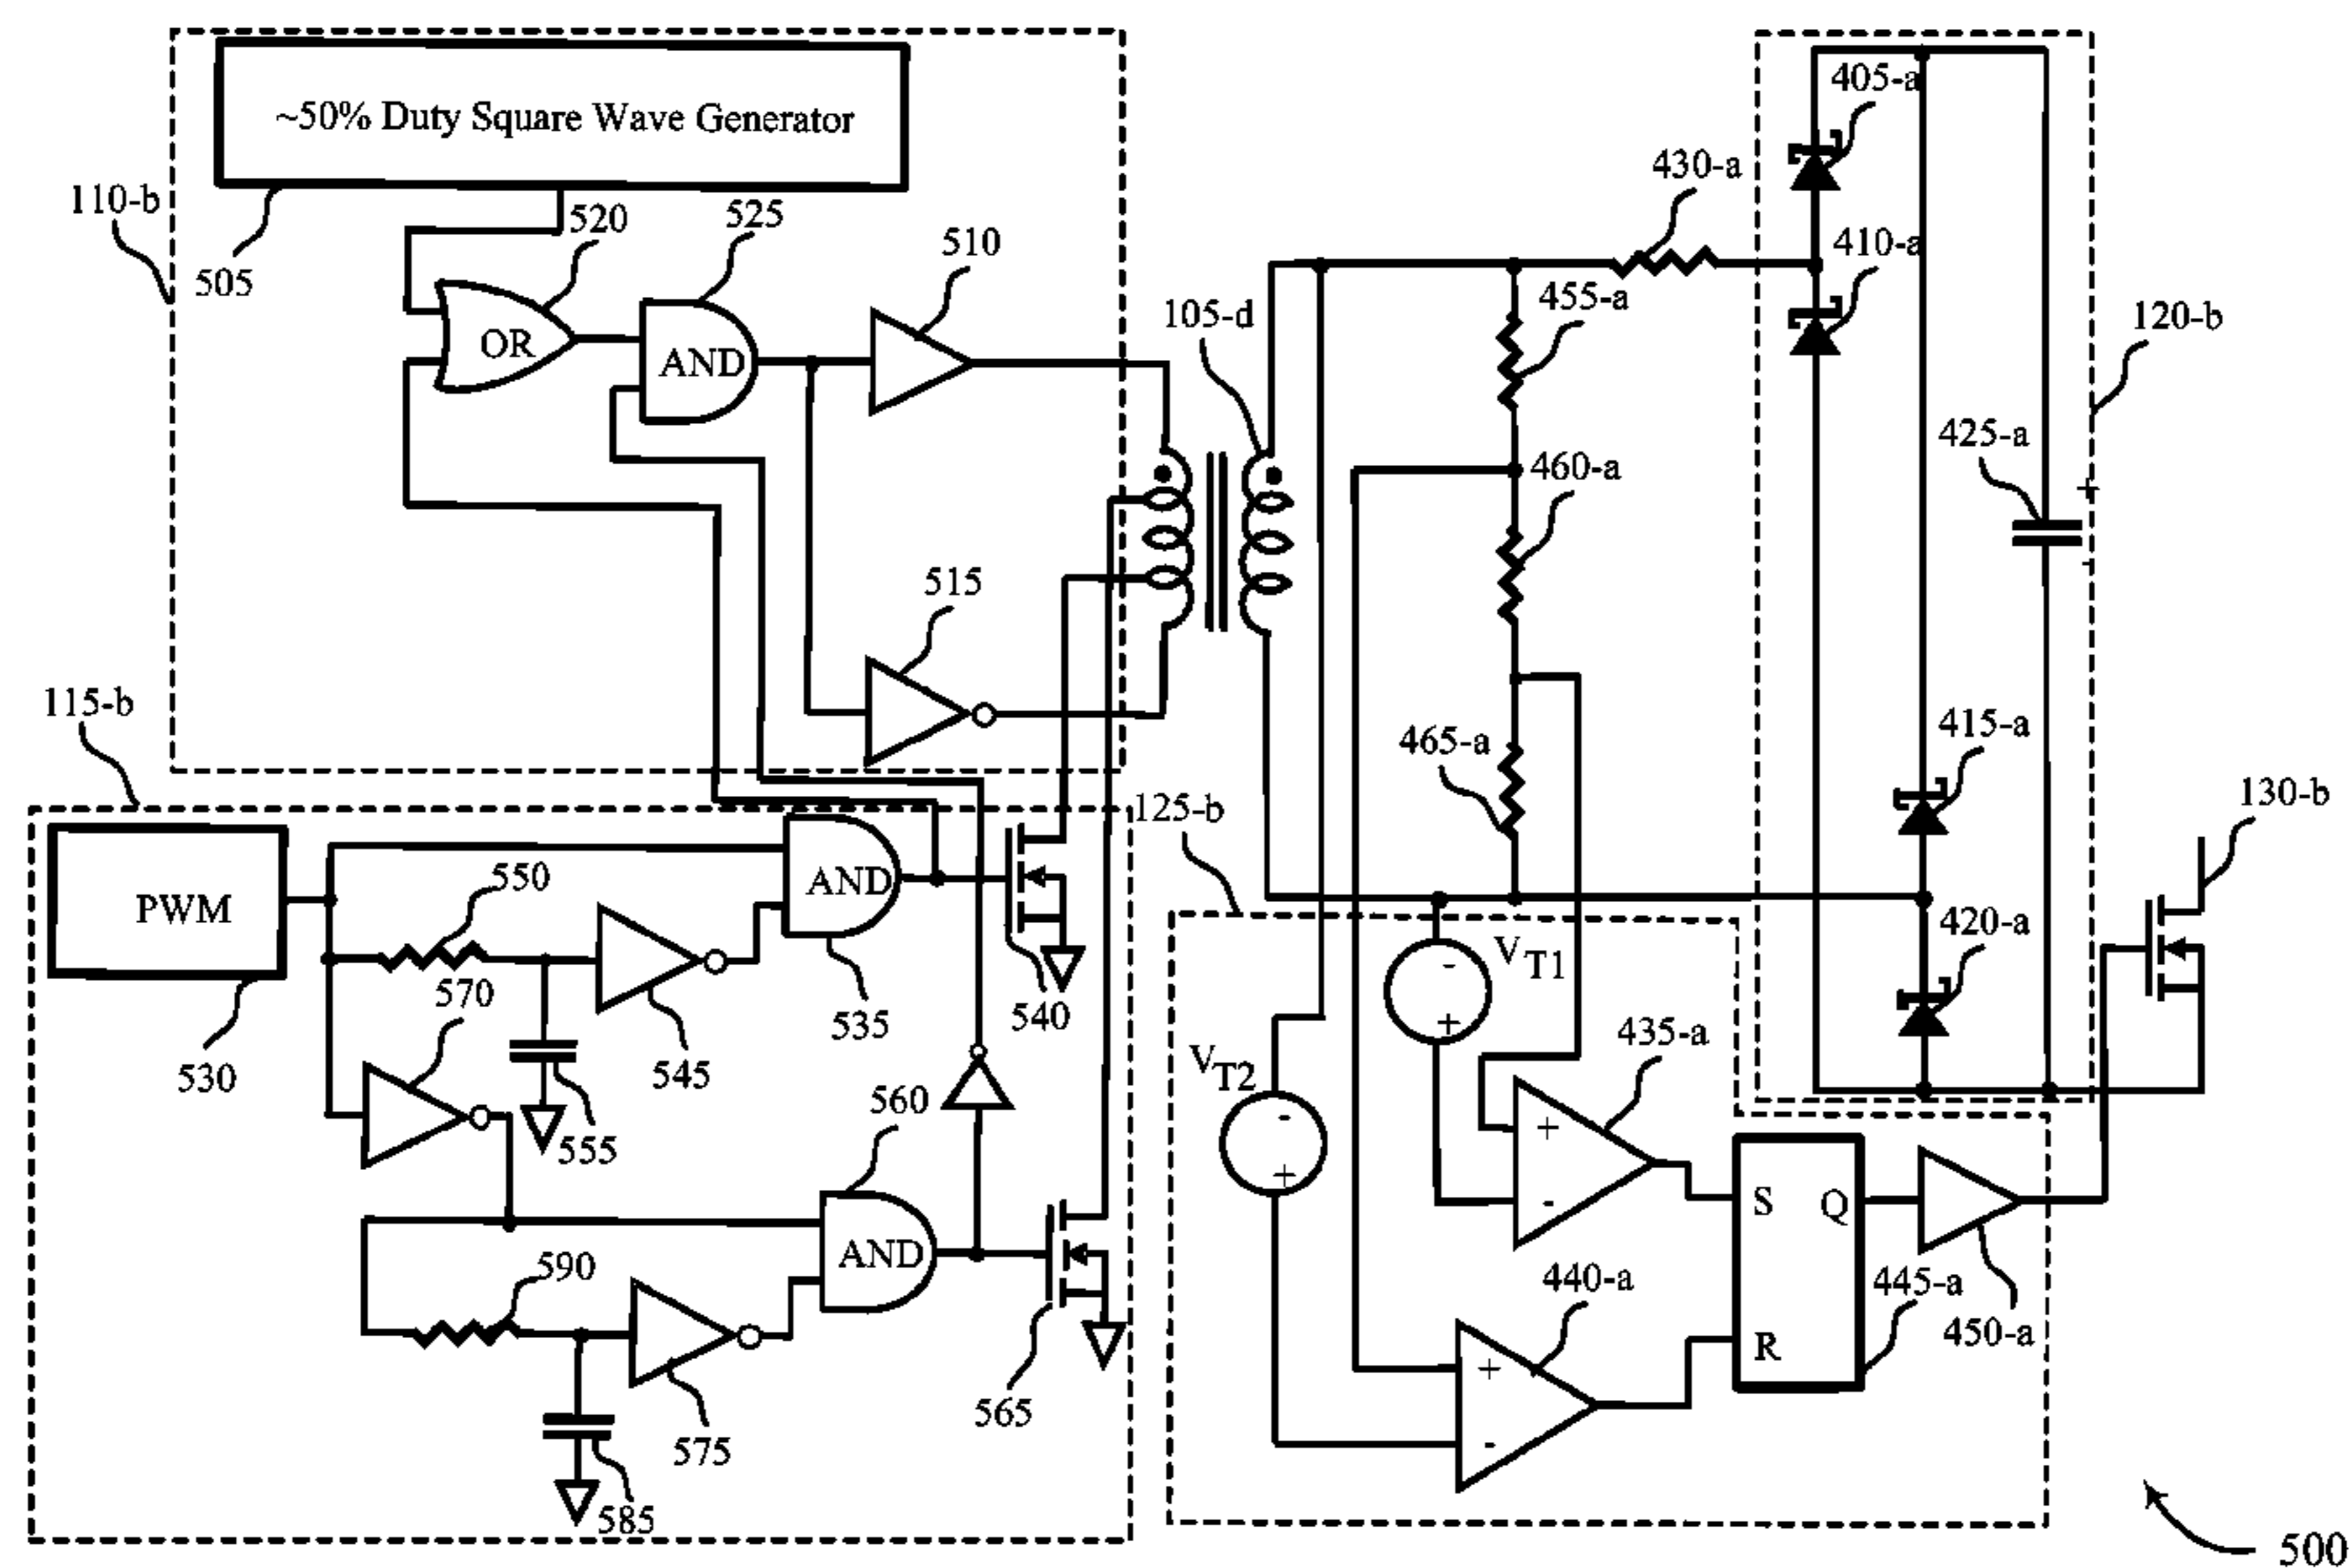 ~50% Duty Square Wave Generator
110-b
505
520
525
510
OR
AND
515
105-d
430-a
455-a
460-a
465-a
405-a
410-a
120-b
425-a
+
-
415-a
420-a
130-b
115-b
PWM
530
550
570
545
555
AND
535
540
560
AND
590
575
585
565
125-b
- V_T1
+
V_T2
-
+
435-a
+
-
440-a
+
-
S Q
R
445-a
450-a
500